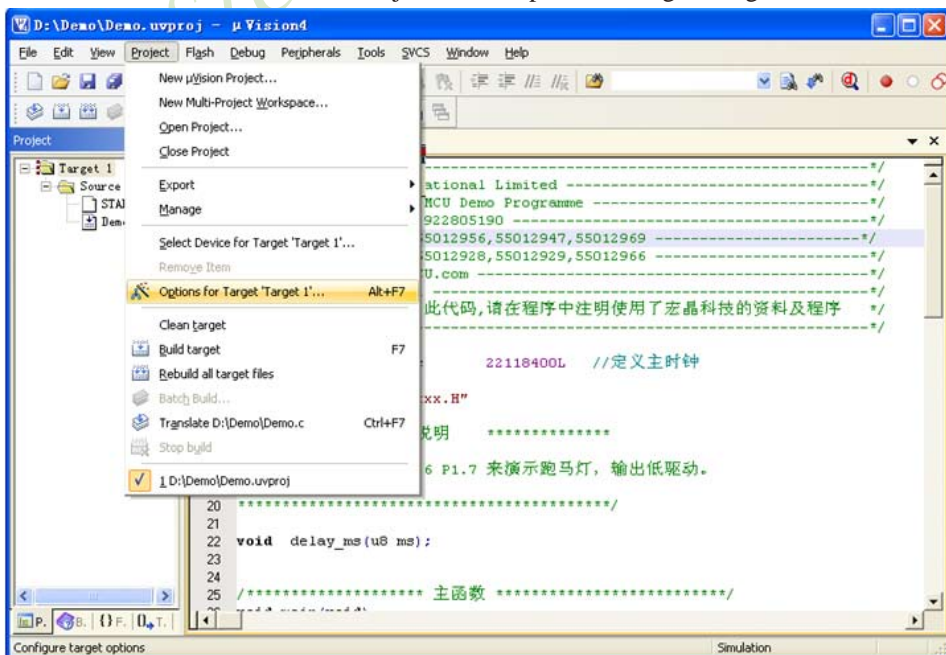 D:\Demo\Demo.uvproj - μVision4
File Edit View Project Flash Debug Peripherals Tools SVCS Window Help
Project
New μVision Project...
New Multi-Project Workspace...
Open Project...
Close Project
Export
Manage
Select Device for Target 'Target 1'...
Remove Item
Options for Target 'Target 1'... Alt+F7
Clean target
Build target F7
Rebuild all target files
Batch Build...
Translate D:\Demo\Demo.c Ctrl+F7
Stop build
1 D:\Demo\Demo.uvproj
Target 1
Source
STA
Dem
ational Limited ----------------------------------*/
MCU Demo Programme -------------------------------*/
922805190 ----------------------------------------*/
55012956,55012947,55012969 -----------------------*/
55012928,55012929,55012966 -----------------------*/
U.com --------------------------------------------*/
--------------------------------------------------*/
此代码,请在程序中注明使用了宏晶科技的资料及程序 */
--------------------------------------------------*/
22118400L //定义主时钟
xx.H"
说明 **************
6 P1.7 来演示跑马灯，输出低驱动。
20 ******************************************/
21
22 void delay_ms(u8 ms);
23
24
25 /******************** 主函数 **************************/
P. B. {} F. 0 T.
Configure target options Simulation